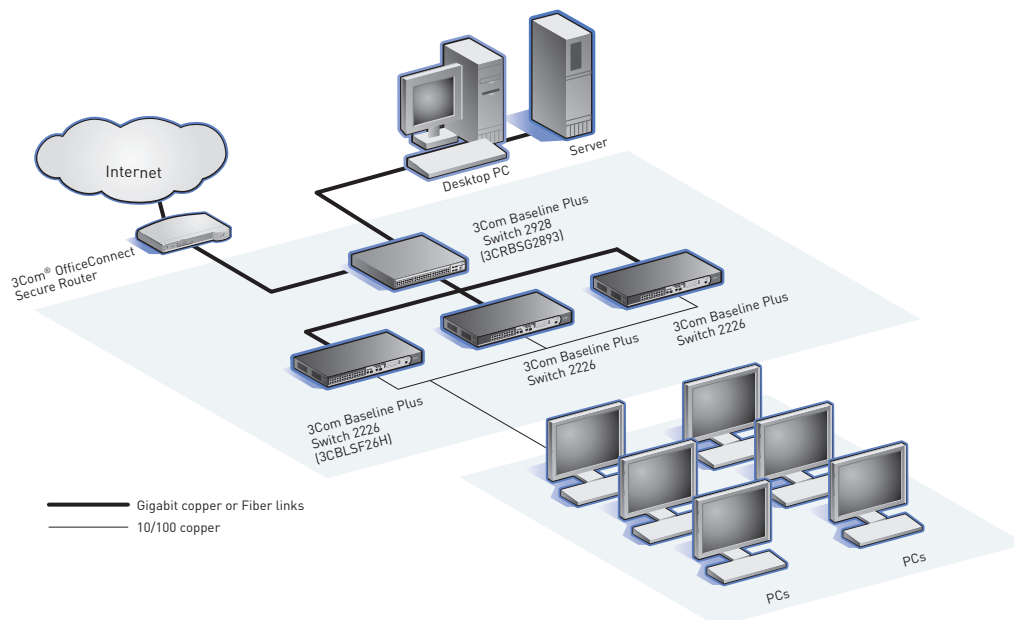 Internet
3Com® OfficeConnect
Secure Router
Desktop PC
Server
3Com Baseline Plus
Switch 2928
(3CRBSG2893)
3Com Baseline Plus
Switch 2226
3Com Baseline Plus
Switch 2226
3Com Baseline Plus
Switch 2226
(3CBLSF26H)
Gigabit copper or Fiber links
10/100 copper
PCs
PCs